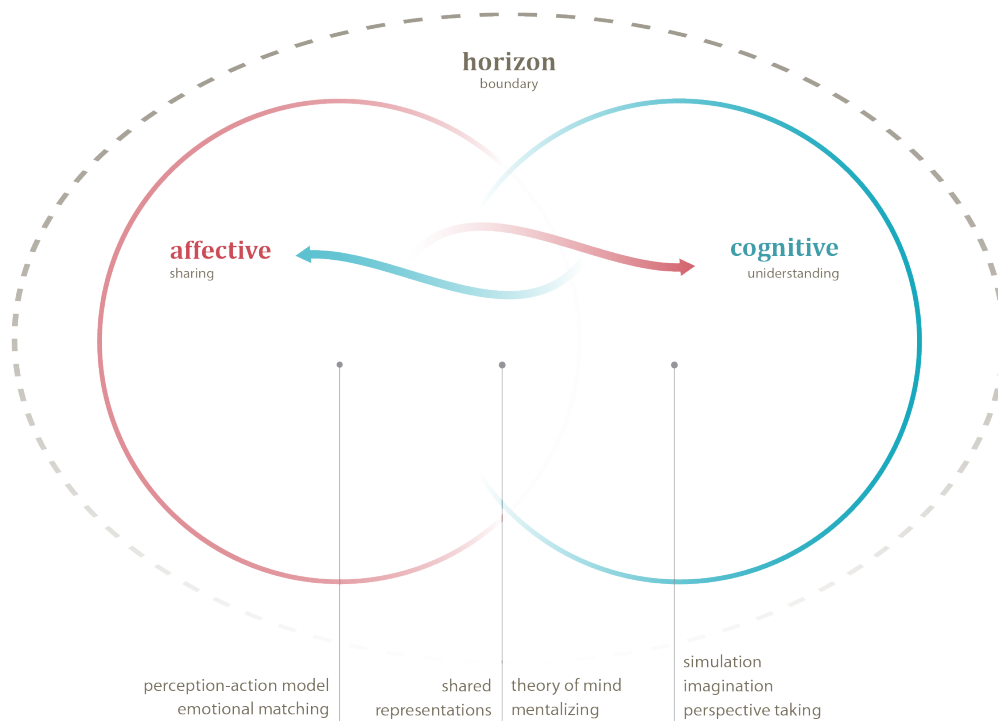 horizon
boundary
affective
sharing
cognitive
uniderstanding
perception-action model
emotional matching
shared
representations
theory of mind
mentalizing
simulation
imagination
perspective taking